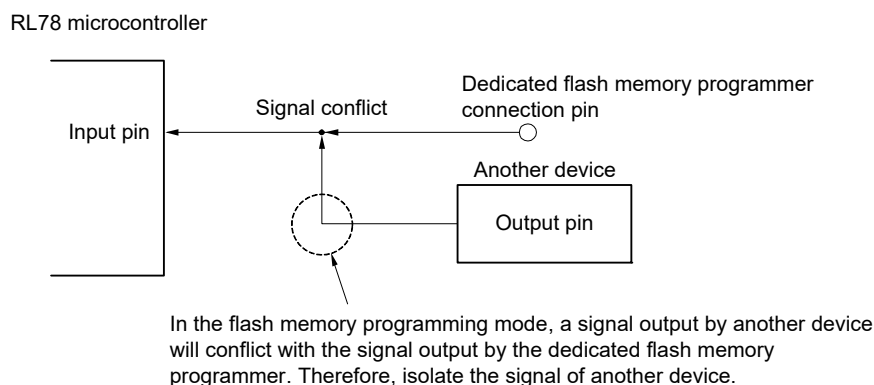 RL78 microcontroller
Dedicated flash memory programmer
connection pin
Signal conflict
Input pin
Another device
Output pin
In the flash memory programming mode, a signal output by another device
will conflict with the signal output by the dedicated flash memory
programmer. Therefore, isolate the signal of another device.